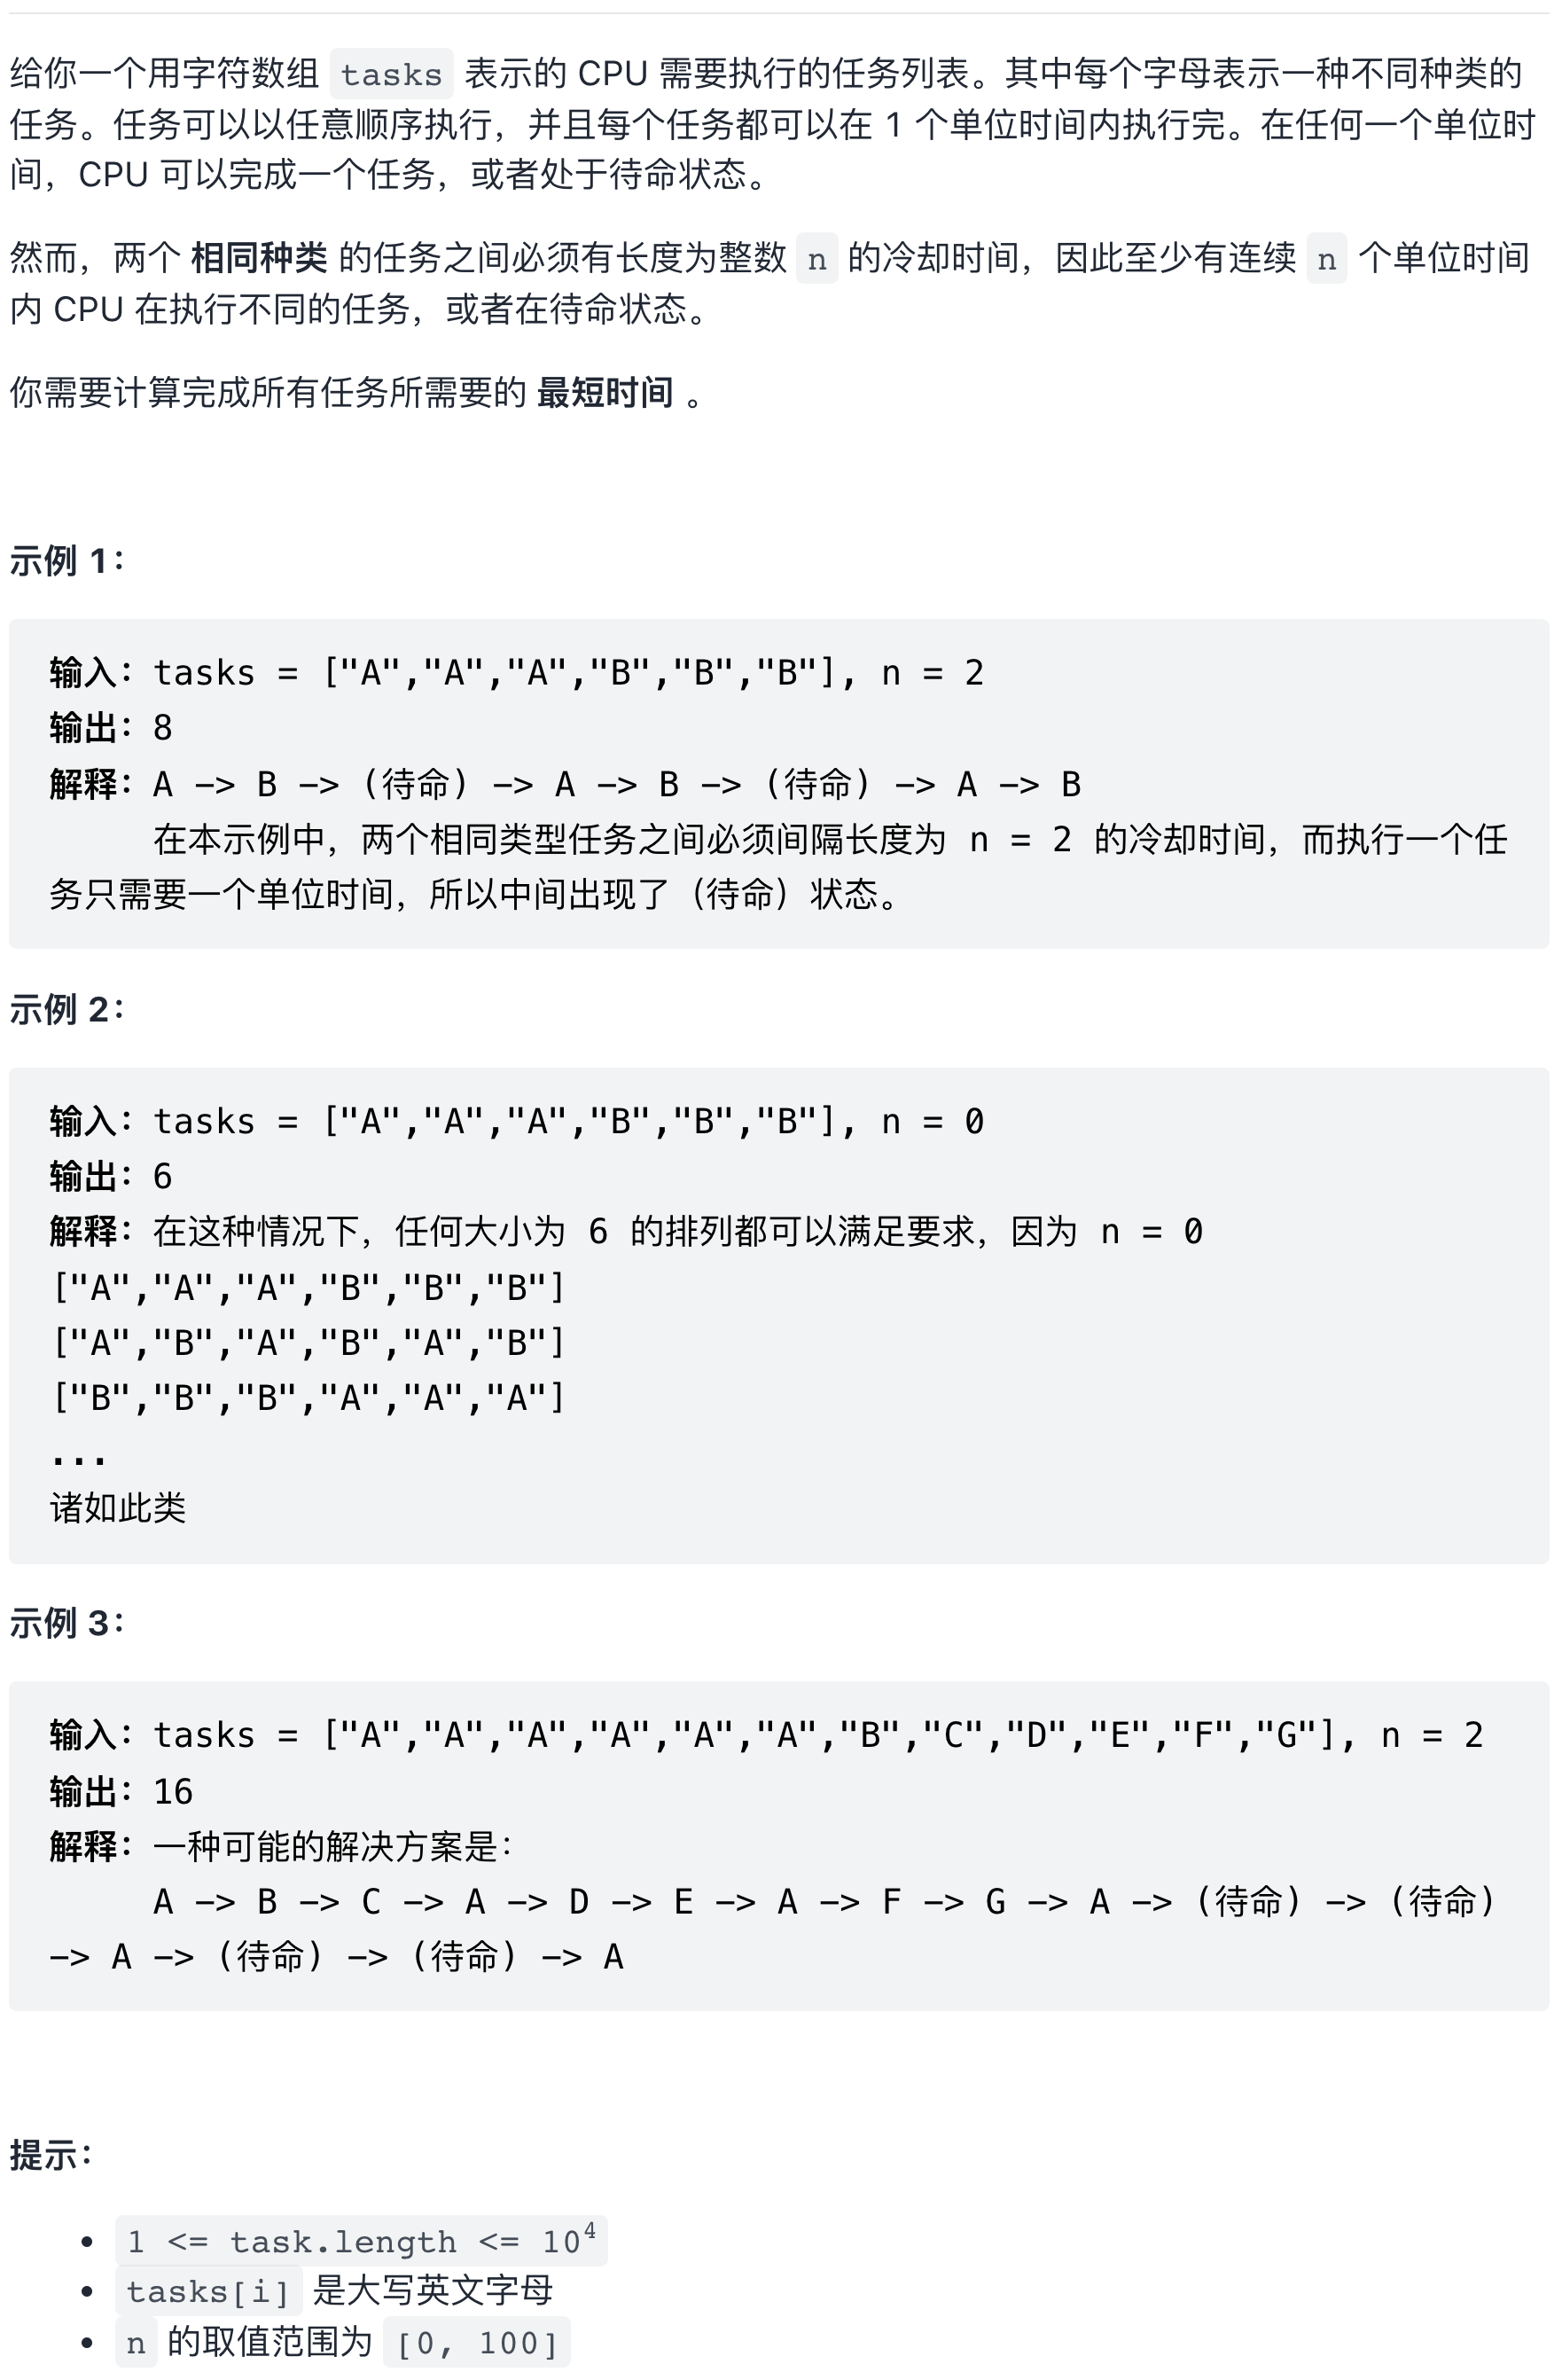 给你一个用字符数组 tasks 表示的 CPU 需要执行的任务列表。其中每个字母表示一种不同种类的
任务。任务可以以任意顺序执行，并且每个任务都可以在 1 个单位时间内执行完。在任何一个单位时
间，CPU 可以完成一个任务，或者处于待命状态。
然而，两个 相同种类 的任务之间必须有长度为整数 n 的冷却时间，因此至少有连续 n 个单位时间
内 CPU 在执行不同的任务，或者在待命状态。
你需要计算完成所有任务所需要的 最短时间 。
示例 1：
输入：tasks = ["A","A","A","B","B","B"], n = 2
输出：8
解释：A -> B -> (待命) -> A -> B -> (待命) -> A -> B
在本示例中，两个相同类型任务之间必须间隔长度为 n = 2 的冷却时间，而执行一个任
务只需要一个单位时间，所以中间出现了（待命）状态。
示例 2：
输入：tasks = ["A","A","A","B","B","B"], n = 0
输出：6
解释：在这种情况下，任何大小为 6 的排列都可以满足要求，因为 n = 0
["A","A","A","B","B","B"]
["A","B","A","B","A","B"]
["B","B","B","A","A","A"]
...
诸如此类
示例 3：
输入：tasks = ["A","A","A","A","A","A","B","C","D","E","F","G"], n = 2
输出：16
解释：一种可能的解决方案是：
A -> B -> C -> A -> D -> E -> A -> F -> G -> A -> (待命) -> (待命)
-> A -> (待命) -> (待命) -> A
提示：
• 1 <= task.length <= 10⁴
• tasks[i] 是大写英文字母
• n 的取值范围为 [0, 100]